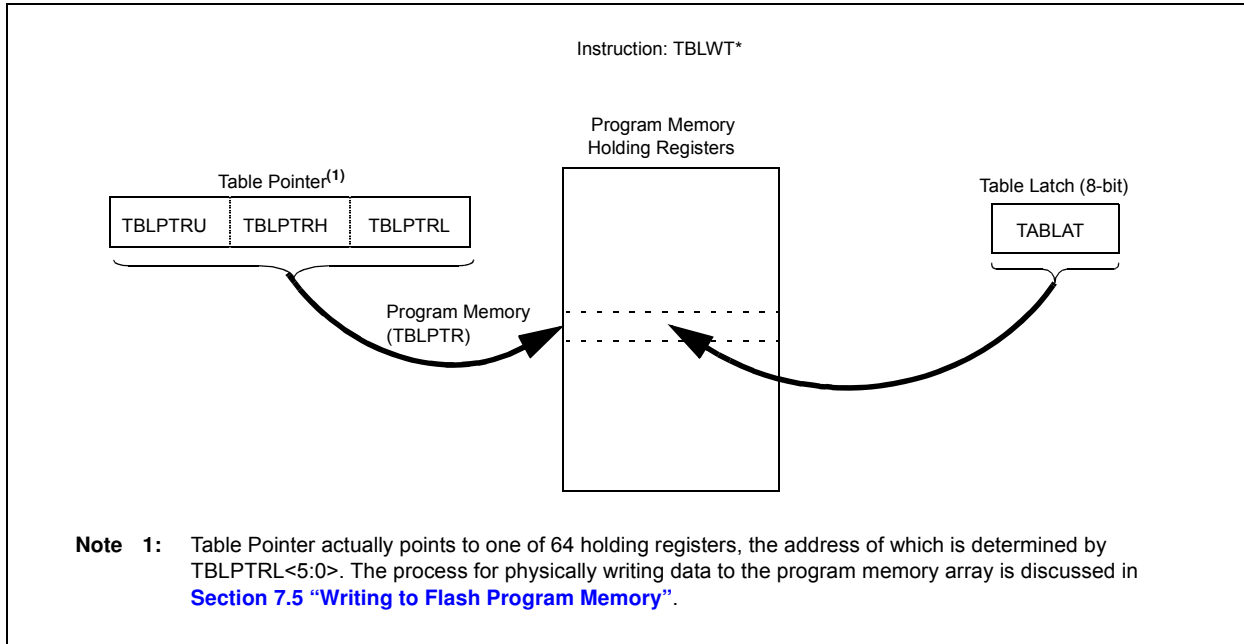 Instruction: TBLWT*
Program Memory
Holding Registers
Table Pointer(1)
TBLPTRU TBLPTRH TBLPTRL
Table Latch (8-bit)
TABLAT
Program Memory
(TBLPTR)
Note 1: Table Pointer actually points to one of 64 holding registers, the address of which is determined by
TBLPTRL<5:0>. The process for physically writing data to the program memory array is discussed in
Section 7.5 “Writing to Flash Program Memory”.